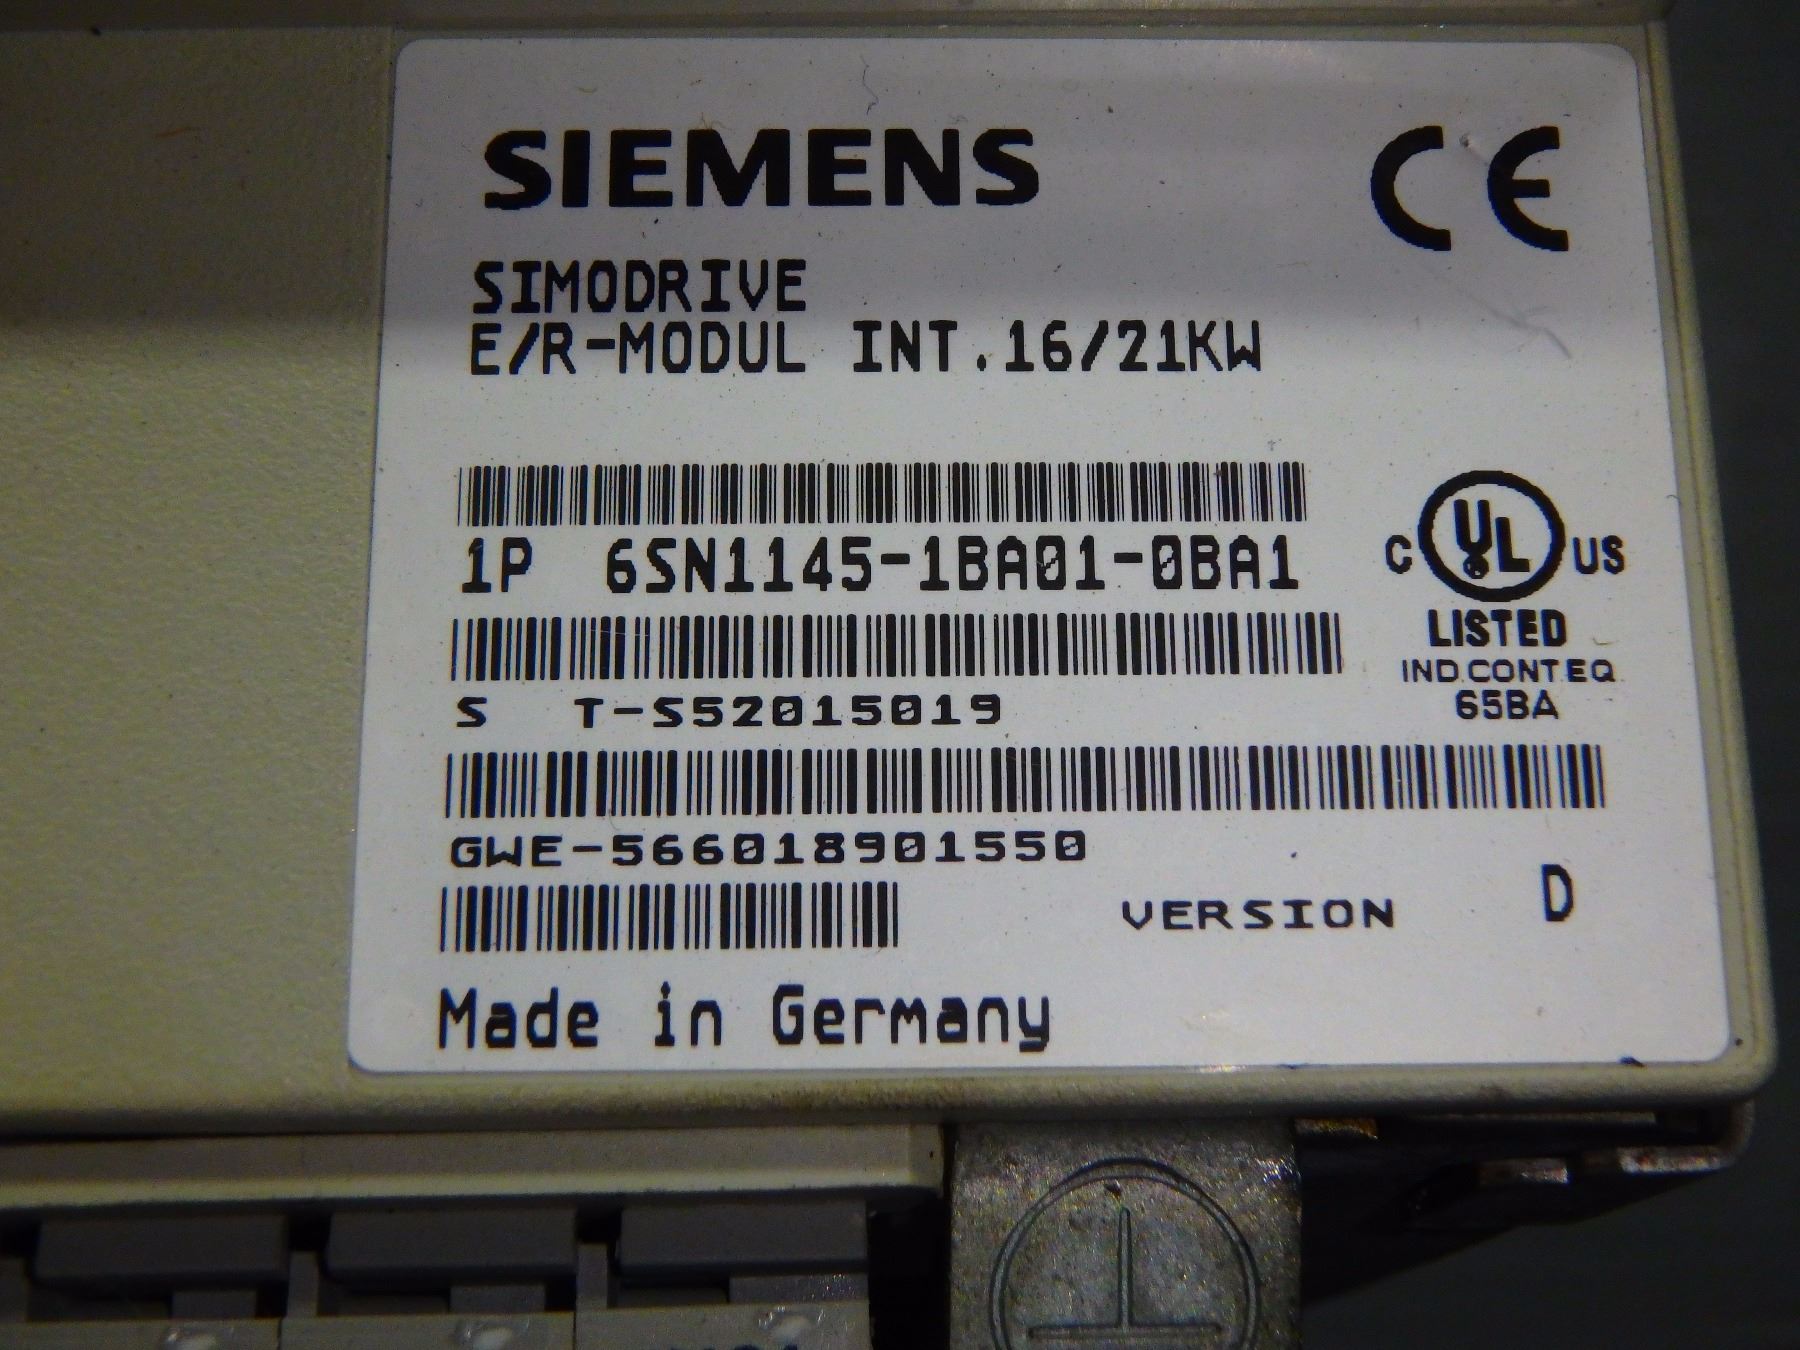 SIEMENS
CE
SIMODRIVE
E/R-MODUL INT.16/21KW
1P 6SN1145-1BA01-0BA1
C UL US
LISTED
IND.CONT.EQ.
65BA
S T-S52015019
GWE-566018901550
VERSION D
Made in Germany